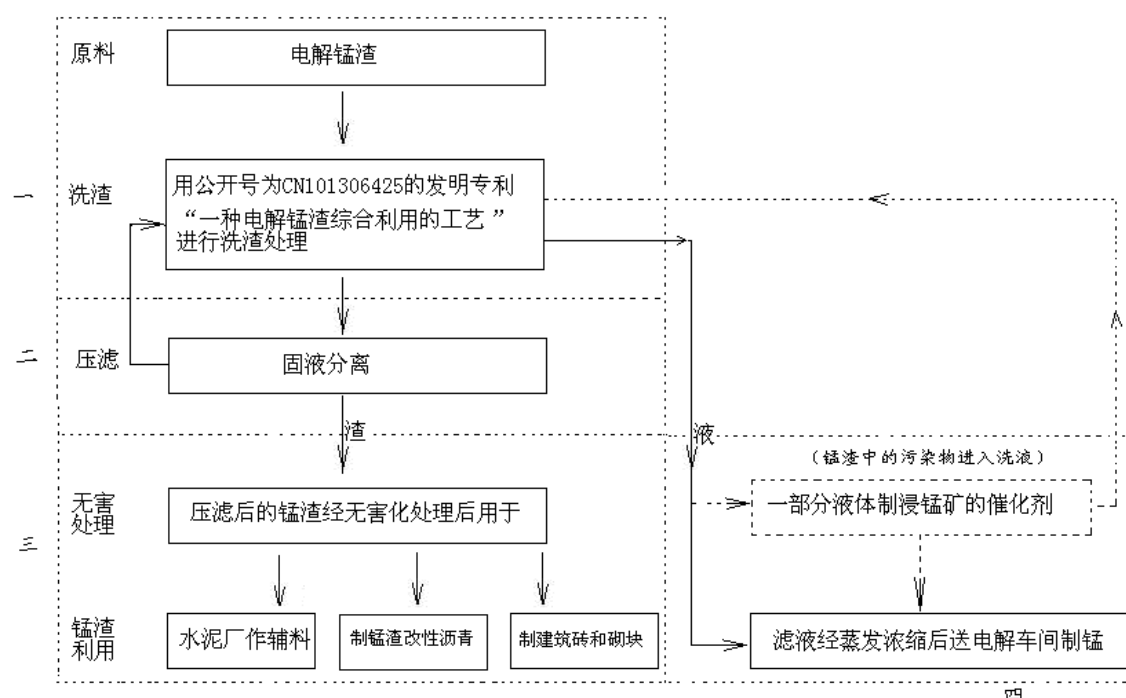 原料
电解锰渣
一
洗渣
用公开号为CN101306425的发明专利
“一种电解锰渣综合利用的工艺”
进行洗渣处理
二
压滤
固液分离
渣
液
(锰渣中的污染物进入洗液)
一部分液体制浸锰矿的催化剂
三
无害
处理
压滤后的锰渣经无害化处理后用于
锰渣
利用
水泥厂作辅料
制锰渣改性沥青
制建筑砖和砌块
滤液经蒸发浓缩后送电解车间制锰
四